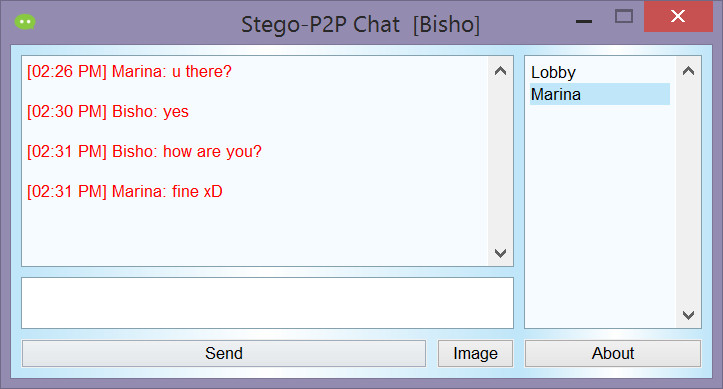 Stego-P2P Chat [Bisho]
[02:26 PM] Marina: u there?
[02:30 PM] Bisho: yes
[02:31 PM] Bisho: how are you?
[02:31 PM] Marina: fine xD
Lobby
Marina
Send
Image
About